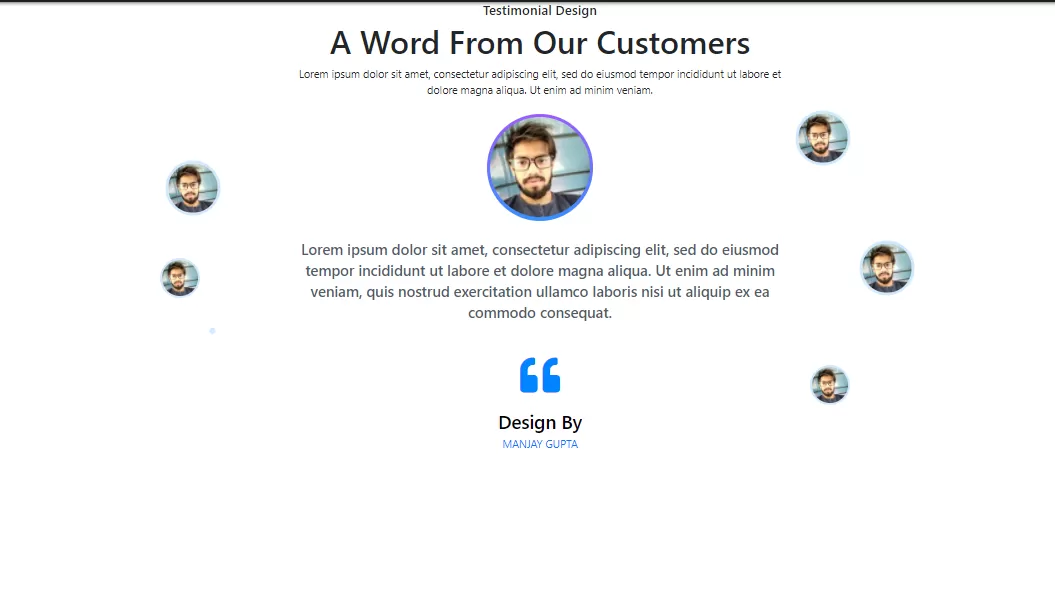 Testimonial Design
A Word From Our Customers
Lorem ipsum dolor sit amet, consectetur adipiscing elit, sed do eiusmod tempor incididunt ut labore et
dolore magna aliqua. Ut enim ad minim veniam.
Lorem ipsum dolor sit amet, consectetur adipiscing elit, sed do eiusmod
tempor incididunt ut labore et dolore magna aliqua. Ut enim ad minim
veniam, quis nostrud exercitation ullamco laboris nisi ut aliquip ex ea
commodo consequat.
Design By
MANJAY GUPTA